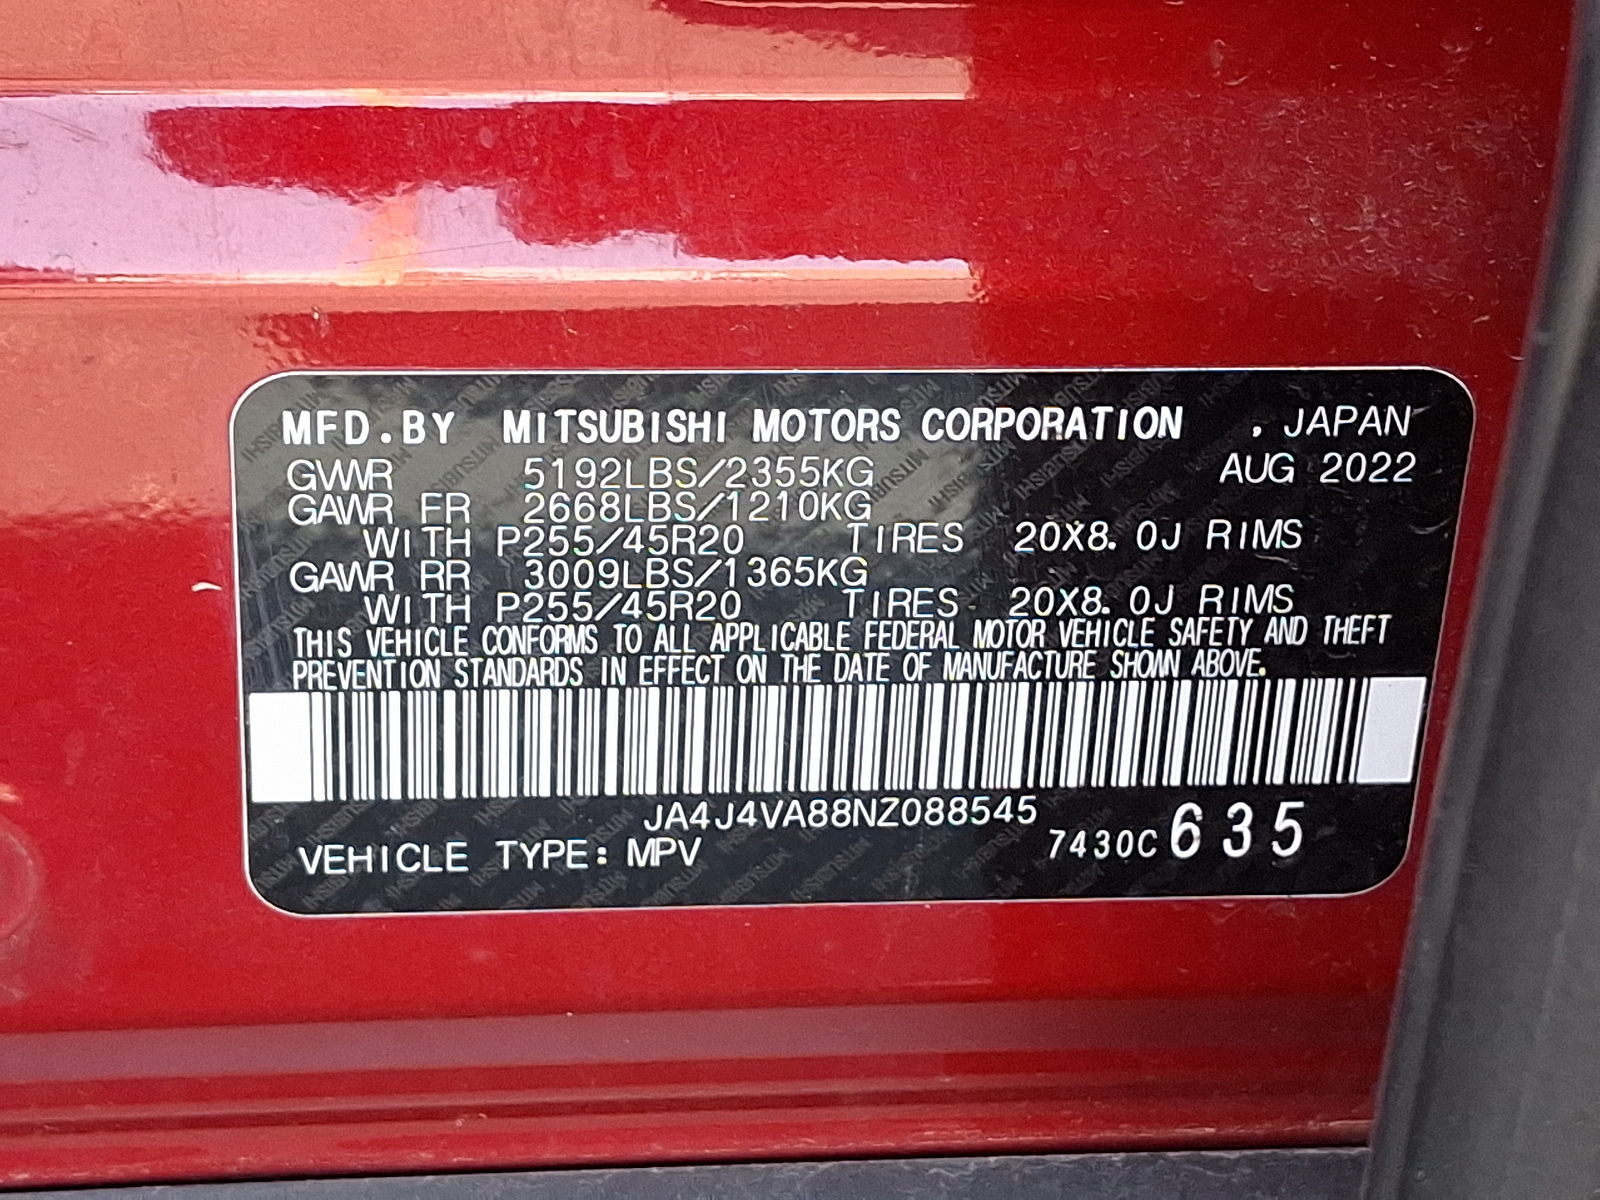 MFD.BY MITSUBISHI MOTORS CORPORATION , JAPAN
GVWR 5192LBS/2355KG AUG 2022
GAWR FR 2668LBS/1210KG
WITH P255/45R20 TIRES 20X8.0J RIMS
GAWR RR 3009LBS/1365KG
WITH P255/45R20 TIRES 20X8.0J RIMS
THIS VEHICLE CONFORMS TO ALL APPLICABLE FEDERAL MOTOR VEHICLE SAFETY AND THEFT
PREVENTION STANDARDS IN EFFECT ON THE DATE OF MANUFACTURE SHOWN ABOVE.
JA4J4VA88NZ088545
VEHICLE TYPE: MPV 7430C 635